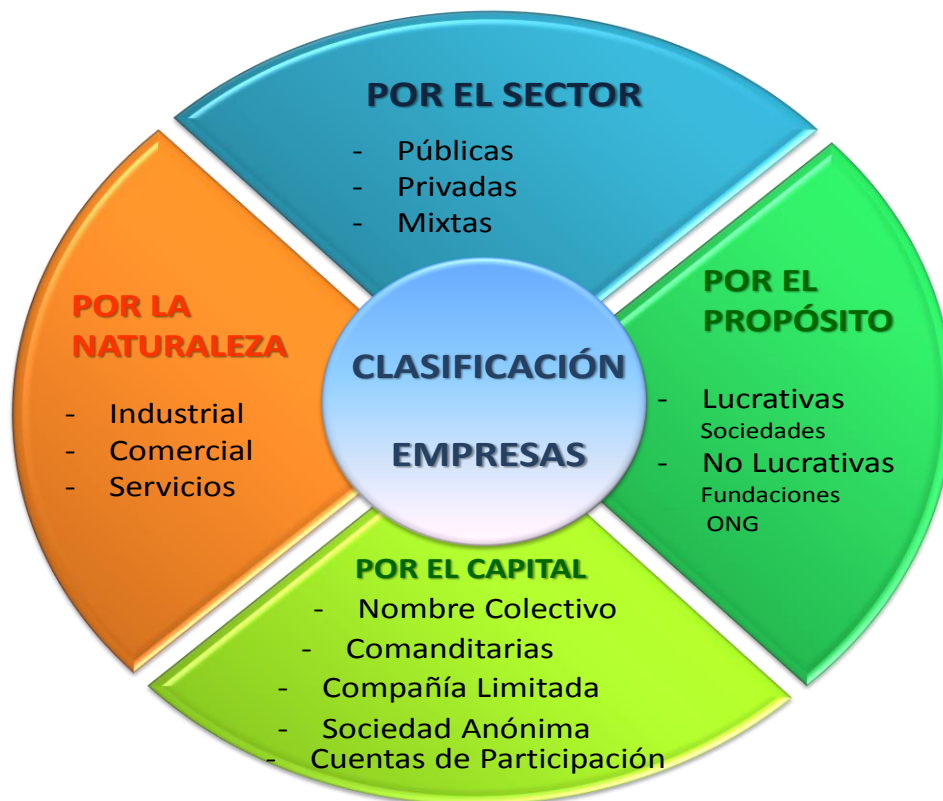 POR EL SECTOR
- Públicas
- Privadas
- Mixtas
POR LA
NATURALEZA
- Industrial
- Comercial
- Servicios
CLASIFICACIÓN
EMPRESAS
POR EL
PROPÓSITO
- Lucrativas
Sociedades
- No Lucrativas
Fundaciones
ONG
POR EL CAPITAL
- Nombre Colectivo
- Comanditarias
- Compañía Limitada
- Sociedad Anónima
- Cuentas de Participación